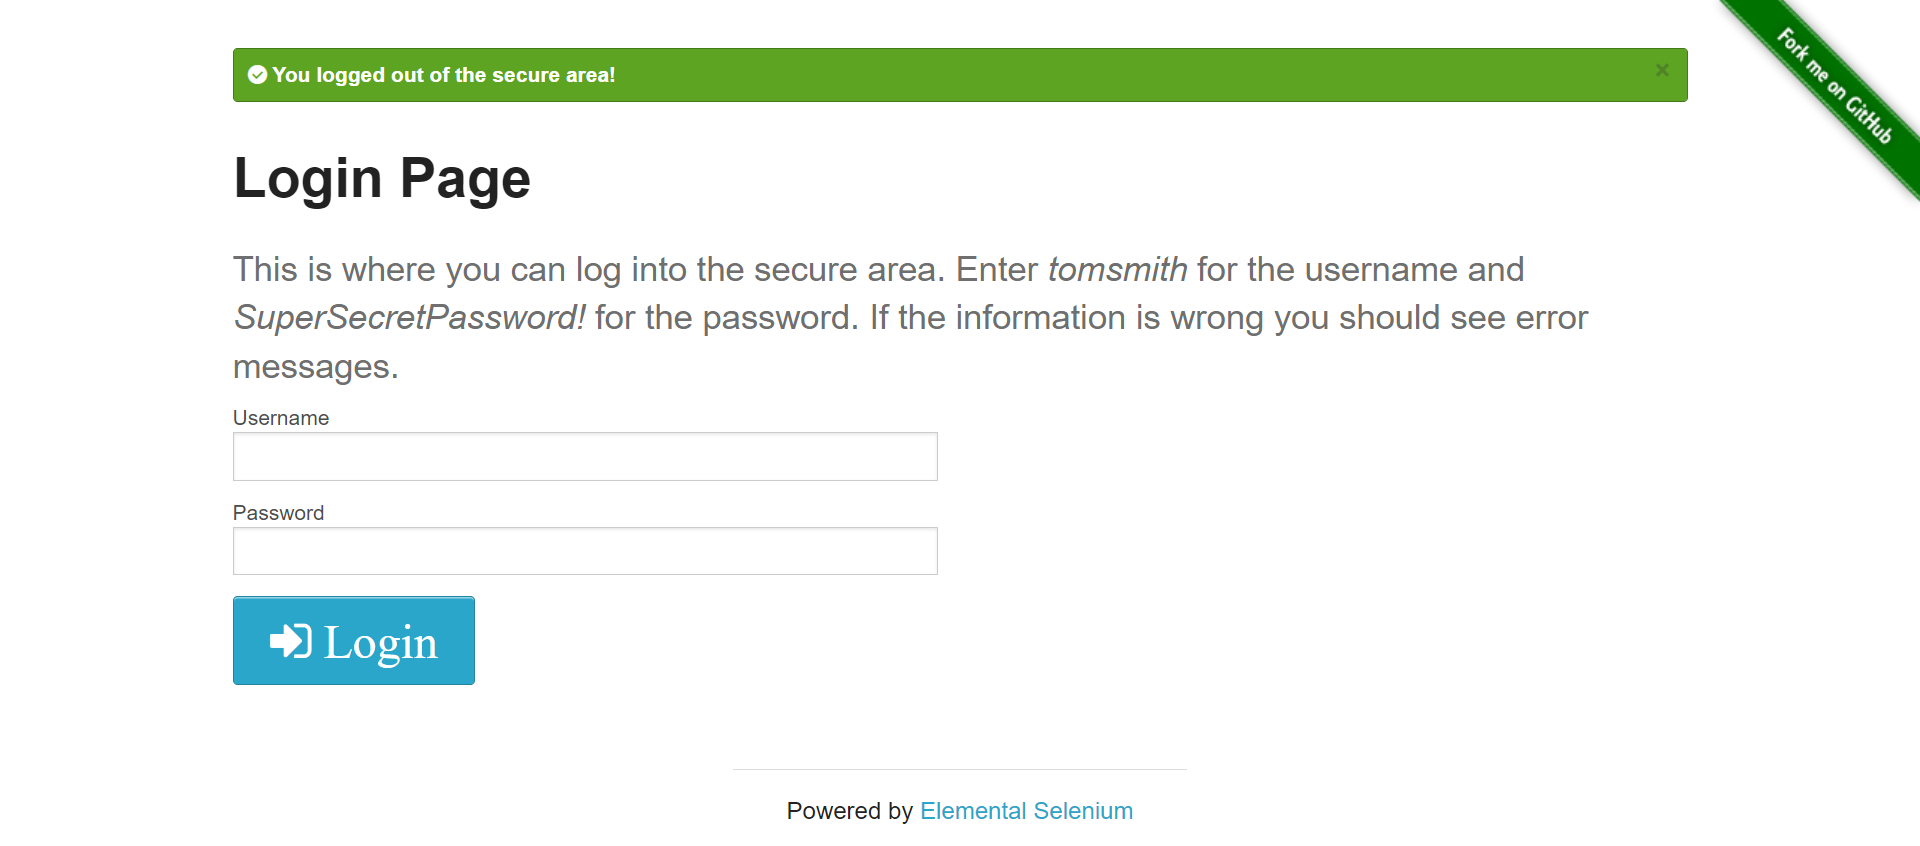 You logged out of the secure area!
×
Fork me on GitHub
Login Page
This is where you can log into the secure area. Enter tomsmith for the username and
SuperSecretPassword! for the password. If the information is wrong you should see error
messages.
Username
Password
Login
Powered by Elemental Selenium